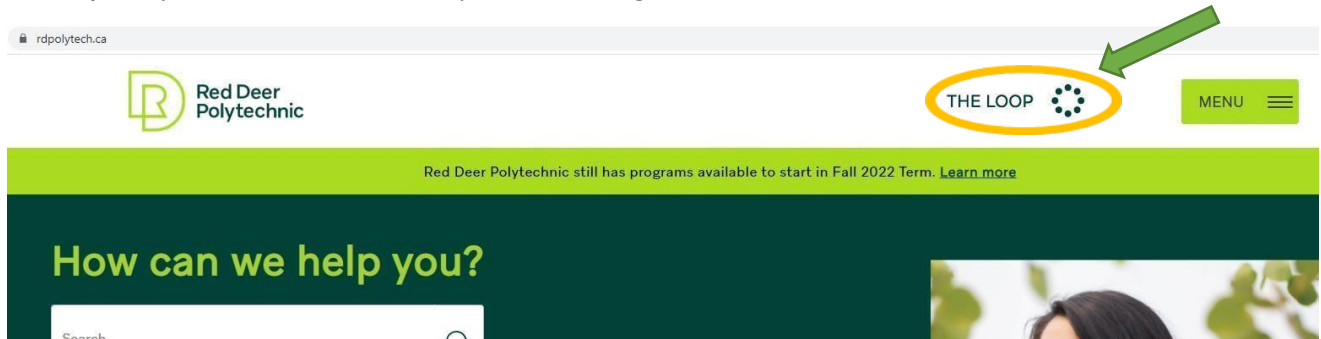 rdpolytech.ca
Red Deer
Polytechnic
THE LOOP
MENU
Red Deer Polytechnic still has programs available to start in Fall 2022 Term. Learn more
How can we help you?
Search